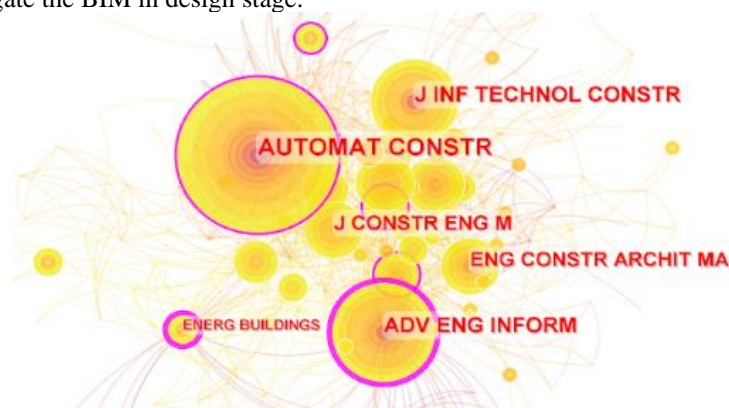 gate the BIM in design stage.
J INF TECHNOL CONSTR
AUTOMAT CONSTR
J CONSTR ENG M
ENG CONSTR ARCHIT MA
ENERG BUILDINGS
ADV ENG INFORM